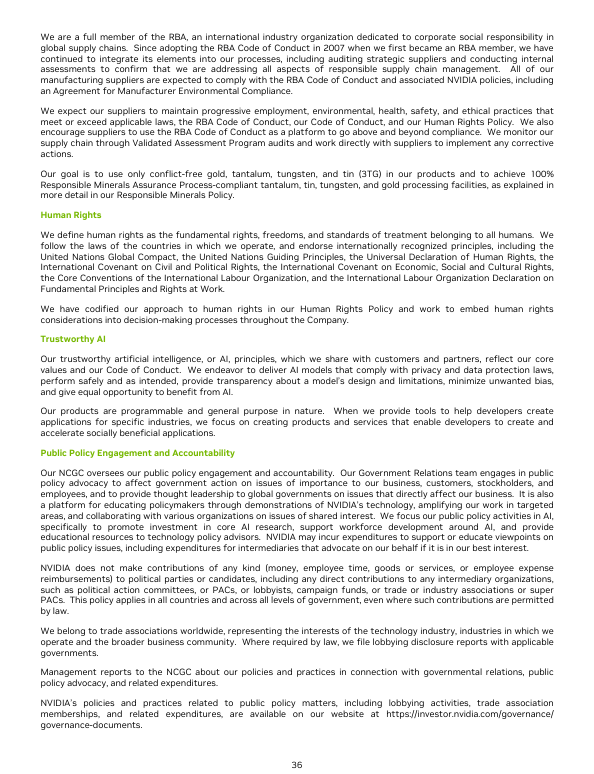 We are a full member of the RBA, an international industry organization dedicated to corporate social responsibility in
global supply chains. Since adopting the RBA Code of Conduct in 2007 when we first became an RBA member, we have
continued to integrate its elements into our processes, including auditing strategic suppliers and conducting internal
assessments to confirm that we are addressing all aspects of responsible supply chain management. All of our
manufacturing suppliers are expected to comply with the RBA Code of Conduct and associated NVIDIA policies, including
an Agreement for Manufacturer Environmental Compliance.
We expect our suppliers to maintain progressive employment, environmental, health, safety, and ethical practices that
meet or exceed applicable laws, the RBA Code of Conduct, our Code of Conduct, and our Human Rights Policy. We also
encourage suppliers to use the RBA Code of Conduct as a platform to go above and beyond compliance. We monitor our
supply chain through Validated Assessment Program audits and work directly with suppliers to implement any corrective
actions.
Our goal is to use only conflict-free gold, tantalum, tungsten, and tin (3TG) in our products and to achieve 100%
Responsible Minerals Assurance Process-compliant tantalum, tin, tungsten, and gold processing facilities, as explained in
more detail in our Responsible Minerals Policy.
Human Rights
We define human rights as the fundamental rights, freedoms, and standards of treatment belonging to all humans. We
follow the laws of the countries in which we operate, and endorse internationally recognized principles, including the
United Nations Global Compact, the United Nations Guiding Principles, the Universal Declaration of Human Rights, the
International Covenant on Civil and Political Rights, the International Covenant on Economic, Social and Cultural Rights,
the Core Conventions of the International Labour Organization, and the International Labour Organization Declaration on
Fundamental Principles and Rights at Work.
We have codified our approach to human rights in our Human Rights Policy and work to embed human rights
considerations into decision-making processes throughout the Company.
Trustworthy AI
Our trustworthy artificial intelligence, or AI, principles, which we share with customers and partners, reflect our core
values and our Code of Conduct. We endeavor to deliver AI models that comply with privacy and data protection laws,
perform safely and as intended, provide transparency about a model's design and limitations, minimize unwanted bias,
and give equal opportunity to benefit from AI.
Our products are programmable and general purpose in nature. When we provide tools to help developers create
applications for specific industries, we focus on creating products and services that enable developers to create and
accelerate socially beneficial applications.
Public Policy Engagement and Accountability
Our NCGC oversees our public policy engagement and accountability. Our Government Relations team engages in public
policy advocacy to affect government action on issues of importance to our business, customers, stockholders, and
employees, and to provide thought leadership to global governments on issues that directly affect our business. It is also
a platform for educating policymakers through demonstrations of NVIDIA's technology, amplifying our work in targeted
areas, and collaborating with various organizations on issues of shared interest. We focus our public policy activities in AI,
specifically to promote investment in core AI research, support workforce development around AI, and provide
educational resources to technology policy advisors. NVIDIA may incur expenditures to support or educate viewpoints on
public policy issues, including expenditures for intermediaries that advocate on our behalf if it is in our best interest.
NVIDIA does not make contributions of any kind (money, employee time, goods or services, or employee expense
reimbursements) to political parties or candidates, including any direct contributions to any intermediary organizations,
such as political action committees, or PACs, or lobbyists, campaign funds, or trade or industry associations or super
PACs. This policy applies in all countries and across all levels of government, even where such contributions are permitted
by law.
We belong to trade associations worldwide, representing the interests of the technology industry, industries in which we
operate and the broader business community. Where required by law, we file lobbying disclosure reports with applicable
governments.
Management reports to the NCGC about our policies and practices in connection with governmental relations, public
policy advocacy, and related expenditures.
NVIDIA's policies and practices related to public policy matters, including lobbying activities, trade association
memberships, and related expenditures, are available on our website at https://investor.nvidia.com/governance/
governance-documents.
36